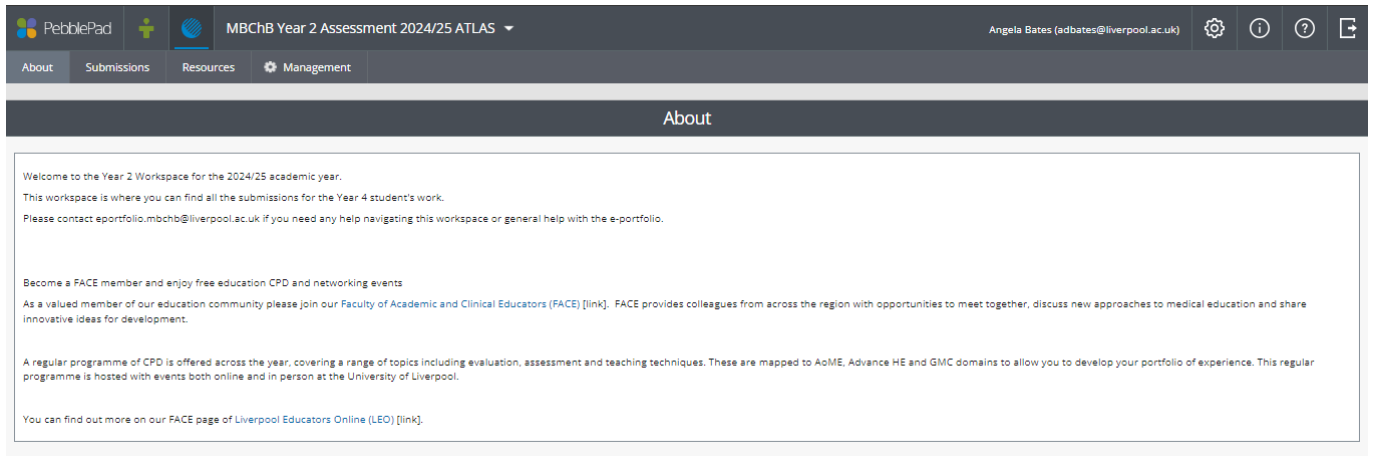 PebblePad
MBChB Year 2 Assessment 2024/25 ATLAS
Angela Bates (adbates@liverpool.ac.uk)
About Submissions Resources Management
About
Welcome to the Year 2 Workspace for the 2024/25 academic year.
This workspace is where you can find all the submissions for the Year 4 student's work.
Please contact eportfolio.mbchb@liverpool.ac.uk if you need any help navigating this workspace or general help with the e-portfolio.
Become a FACE member and enjoy free education CPD and networking events
As a valued member of our education community please join our Faculty of Academic and Clinical Educators (FACE) [link]. FACE provides colleagues from across the region with opportunities to meet together, discuss new approaches to medical education and share
innovative ideas for development.
A regular programme of CPD is offered across the year, covering a range of topics including evaluation, assessment and teaching techniques. These are mapped to AoME, Advance HE and GMC domains to allow you to develop your portfolio of experience. This regular
programme is hosted with events both online and in person at the University of Liverpool.
You can find out more on our FACE page of Liverpool Educators Online (LEO) [link].